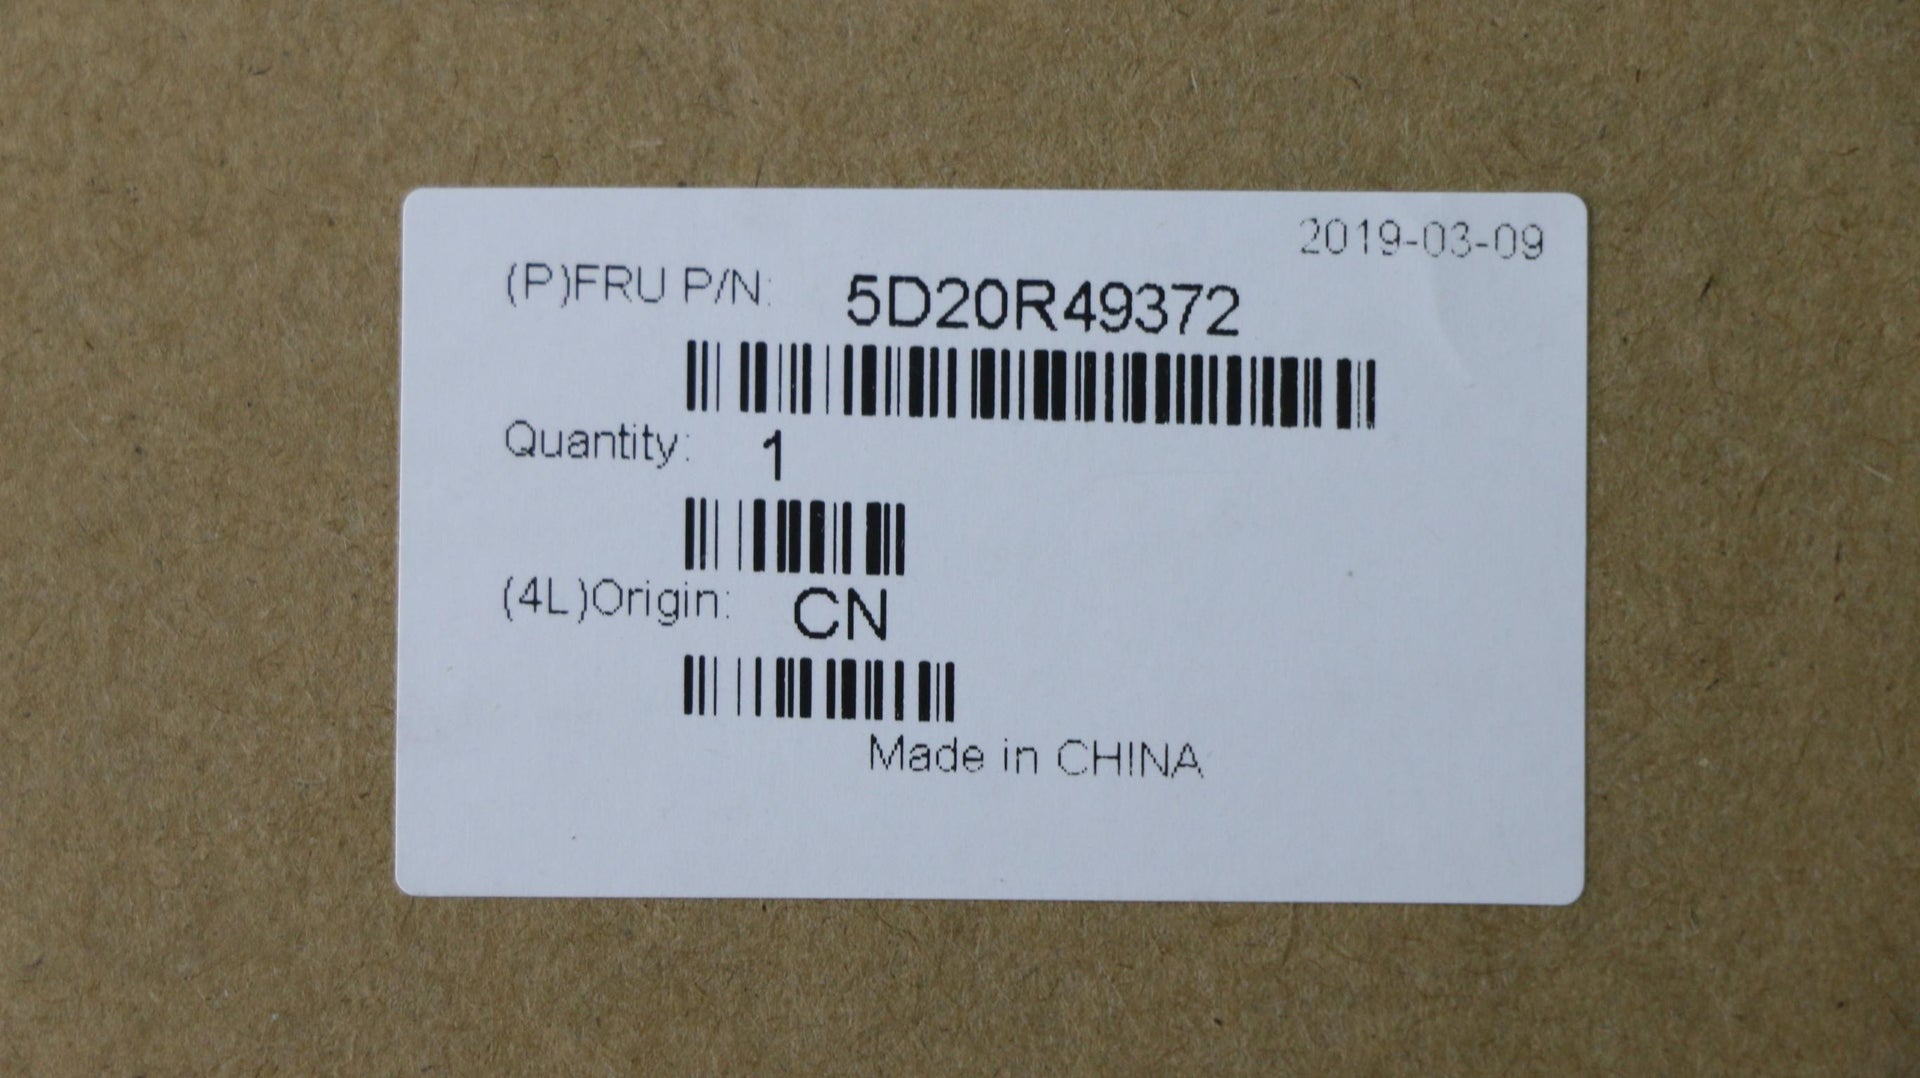 2019-03-09
(P)FRU P/N: 5D20R49372
Quantity: 1
(4L)Origin: CN
Made in CHINA